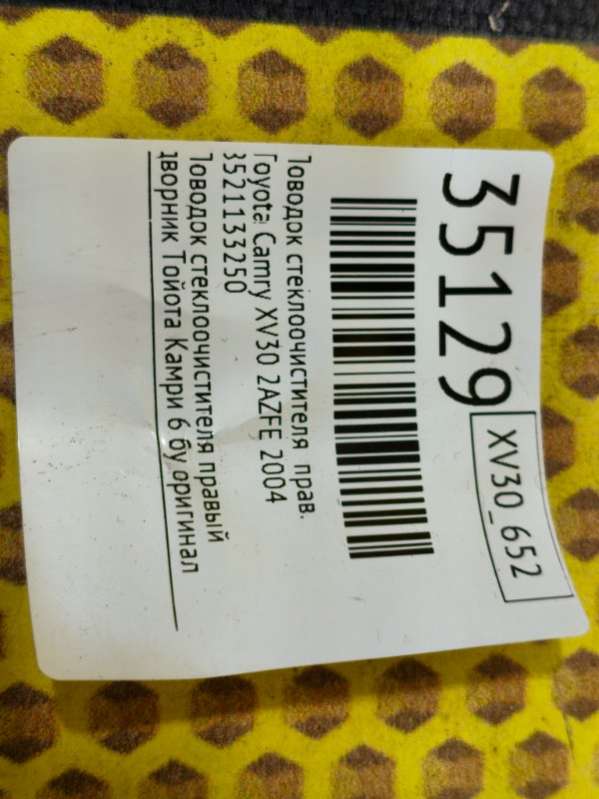 35129
XV30_652
Поводок стеклоочистителя прав.
Toyota Camry XV30 2AZFE 2004
8521133250
Поводок стеклоочистителя правый
дворник Тойота Камри 6 бу оригинал